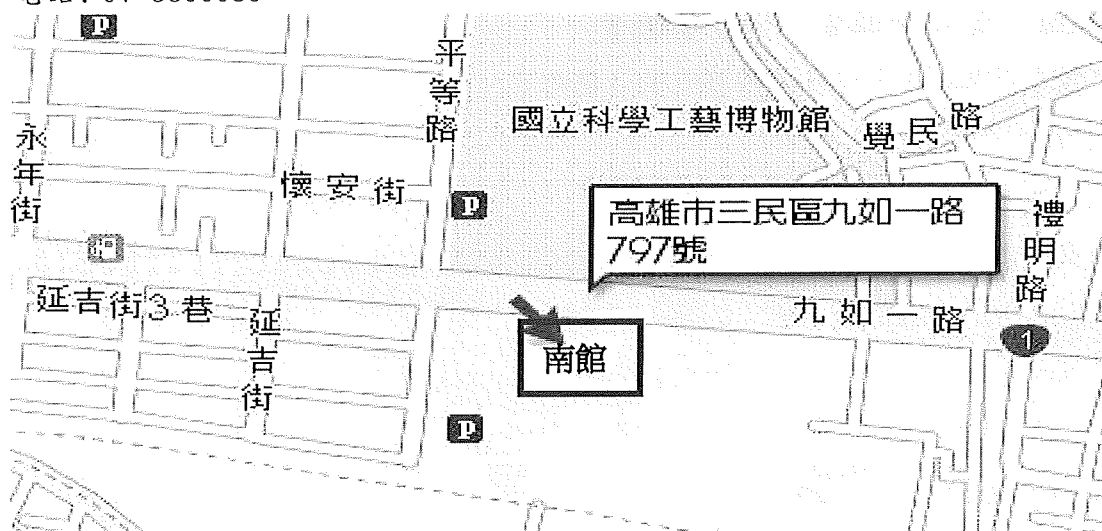 P
平等路
國立科學工藝博物館
覺民路
永年街
懷安街
P
高雄市三民區九如一路
797號
禮明路
延吉街3巷
延吉街
九如一路
1
南館
P